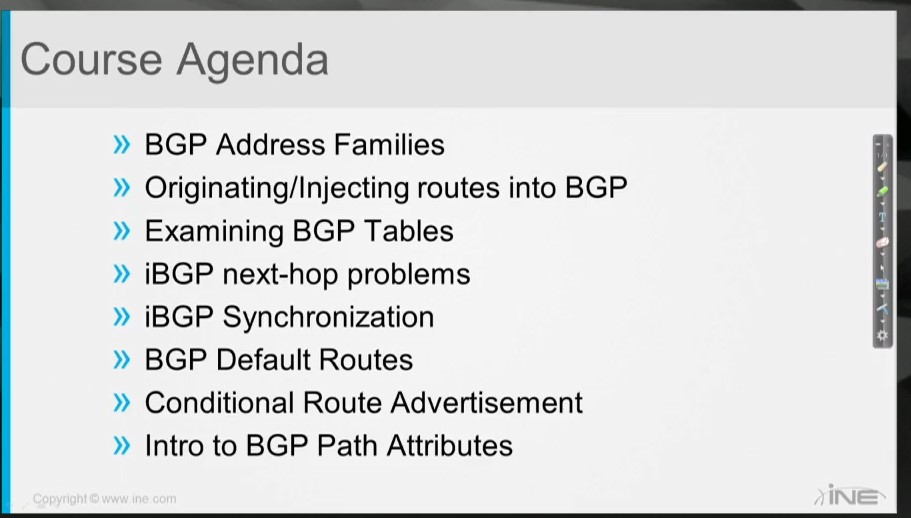 Course Agenda
» BGP Address Families
» Originating/Injecting routes into BGP
» Examining BGP Tables
» iBGP next-hop problems
» iBGP Synchronization
» BGP Default Routes
» Conditional Route Advertisement
» Intro to BGP Path Attributes
Copyright © www ine.com
INE